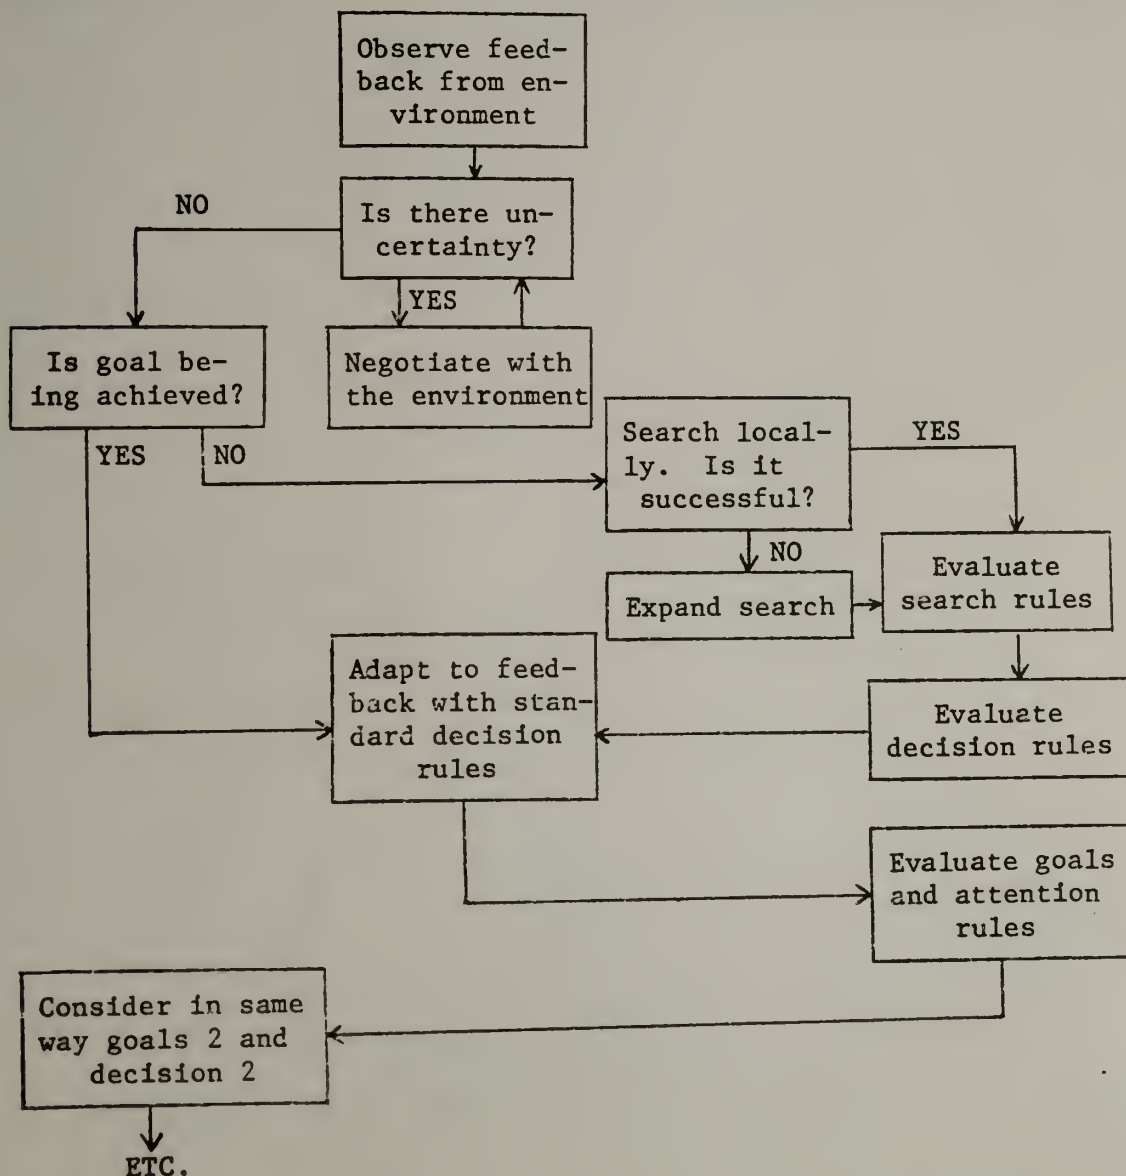 Observe feed-
back from en-
vironment
NO
Is there un-
certainty?
YES
Is goal be-
ing achieved?
Negotiate with
the environment
YES
NO
Search local-
ly. Is it
successful?
YES
NO
Expand search
Evaluate
search rules
Adapt to feed-
back with stan-
dard decision
rules
Evaluate
decision rules
Evaluate goals
and attention
rules
Consider in same
way goals 2 and
decision 2
ETC.